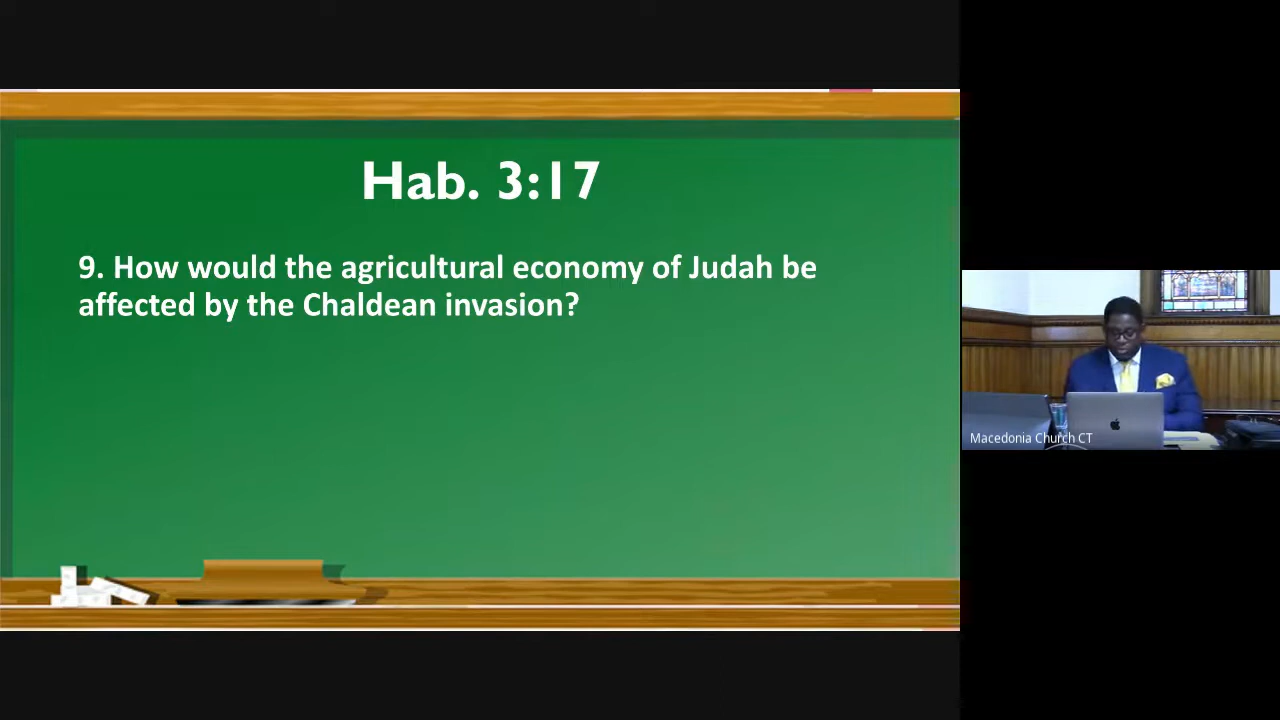 Hab. 3:17
9. How would the agricultural economy of Judah be
affected by the Chaldean invasion?
Macedonia Church CT